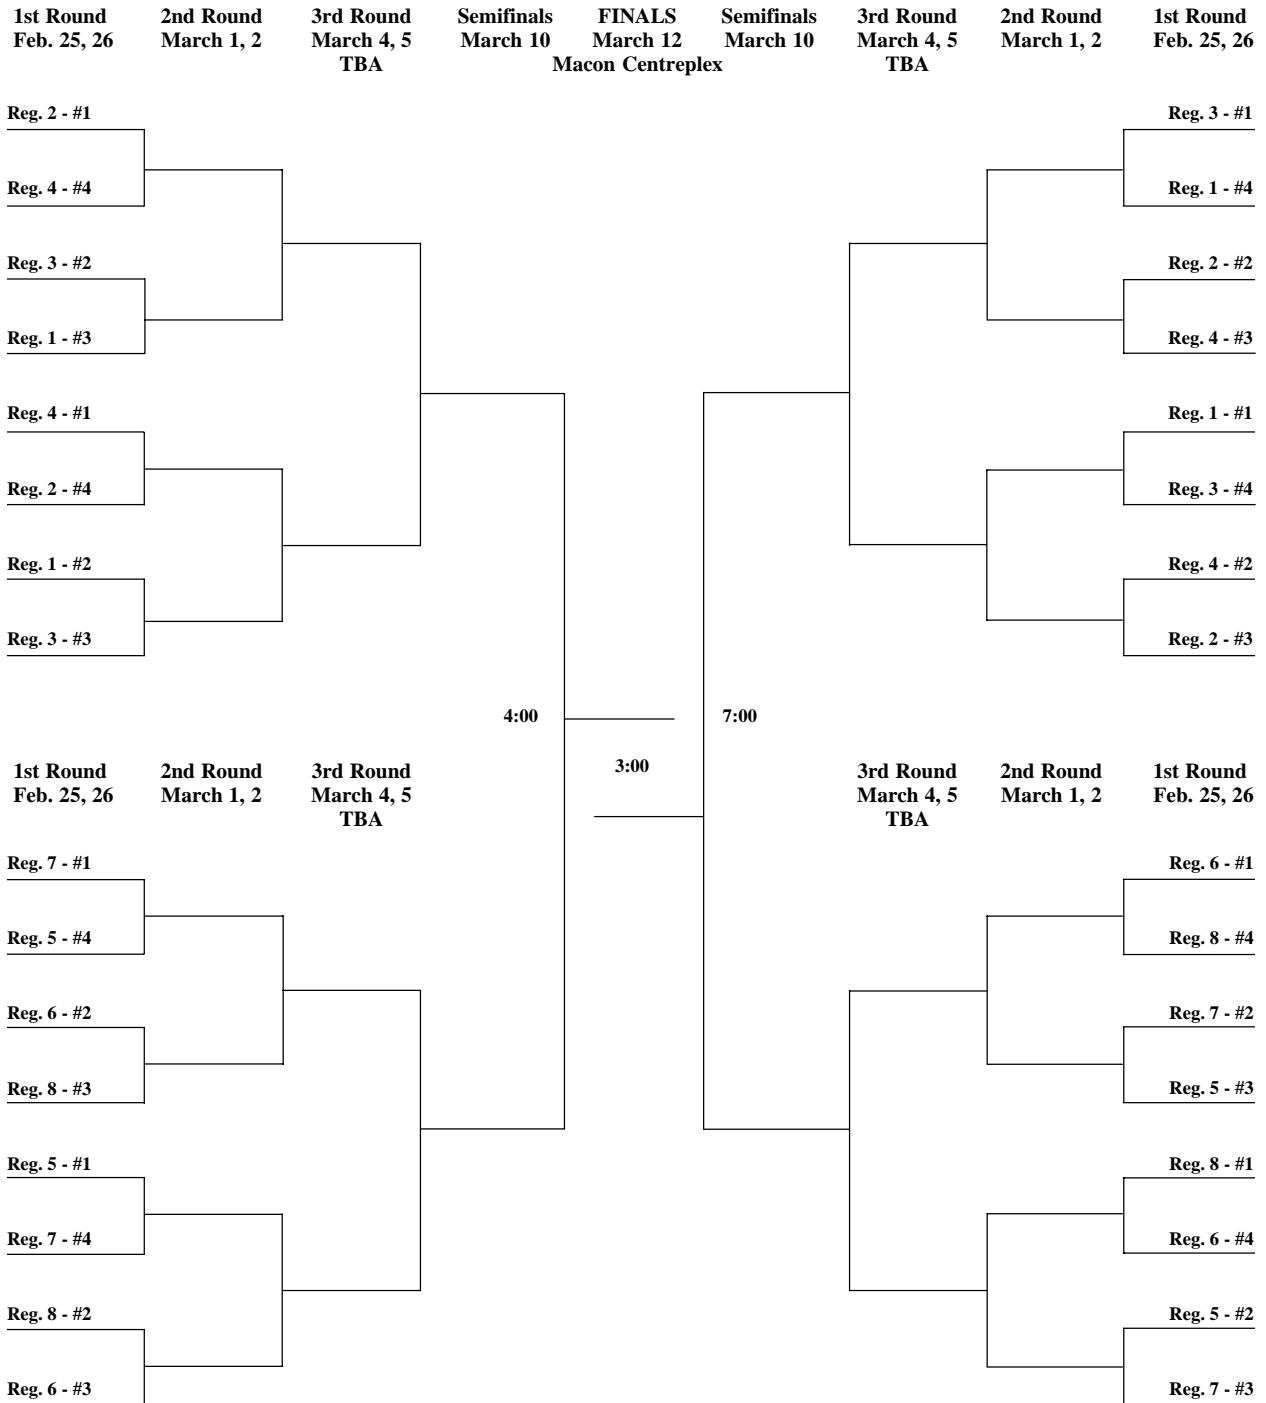 1st Round 2nd Round 3rd Round Semifinals FINALS Semifinals 3rd Round 2nd Round 1st Round
Feb. 25, 26 March 1, 2 March 4, 5 March 10 March 12 March 10 March 4, 5 March 1, 2 Feb. 25, 26
TBA Macon Centreplex TBA
Reg. 2 - #1 Reg. 3 - #1
Reg. 4 - #4 Reg. 1 - #4
Reg. 3 - #2 Reg. 2 - #2
Reg. 1 - #3 Reg. 4 - #3
Reg. 4 - #1 Reg. 1 - #1
Reg. 2 - #4 Reg. 3 - #4
Reg. 1 - #2 Reg. 4 - #2
Reg. 3 - #3 Reg. 2 - #3
4:00 7:00
3:00
1st Round 2nd Round 3rd Round 3rd Round 2nd Round 1st Round
Feb. 25, 26 March 1, 2 March 4, 5 March 4, 5 March 1, 2 Feb. 25, 26
TBA TBA
Reg. 7 - #1 Reg. 6 - #1
Reg. 5 - #4 Reg. 8 - #4
Reg. 6 - #2 Reg. 7 - #2
Reg. 8 - #3 Reg. 5 - #3
Reg. 5 - #1 Reg. 8 - #1
Reg. 7 - #4 Reg. 6 - #4
Reg. 8 - #2 Reg. 5 - #2
Reg. 6 - #3 Reg. 7 - #3